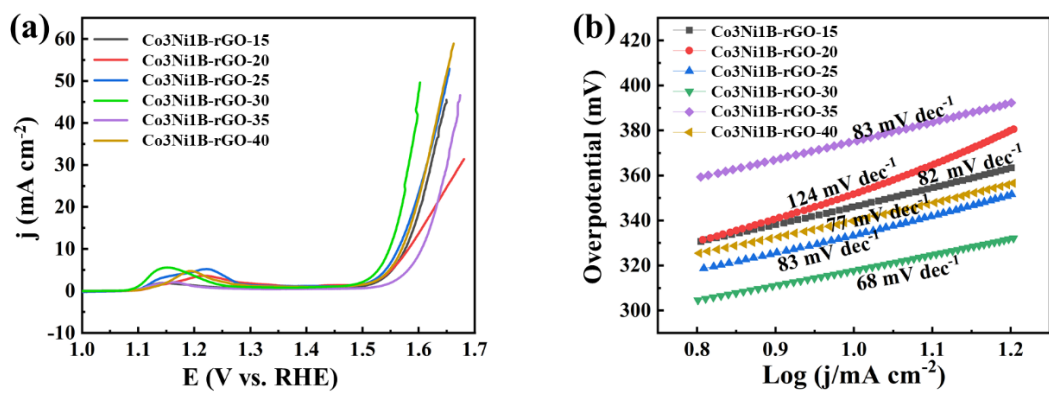 (a)
Co3Ni1B-rGO-15
Co3Ni1B-rGO-20
Co3Ni1B-rGO-25
Co3Ni1B-rGO-30
Co3Ni1B-rGO-35
Co3Ni1B-rGO-40
60
50
40
30
20
10
0
-10
j (mA cm-2)
1.0 1.1 1.2 1.3 1.4 1.5 1.6 1.7
E (V vs. RHE)
(b)
Co3Ni1B-rGO-15
Co3Ni1B-rGO-20
Co3Ni1B-rGO-25
Co3Ni1B-rGO-30
Co3Ni1B-rGO-35
Co3Ni1B-rGO-40
420
400
380
360
340
320
300
Overpotential (mV)
83 mV dec-1
124 mV dec-1
82 mV dec-1
77 mV dec-1
83 mV dec-1
68 mV dec-1
0.8 0.9 1.0 1.1 1.2
Log (j/mA cm-2)